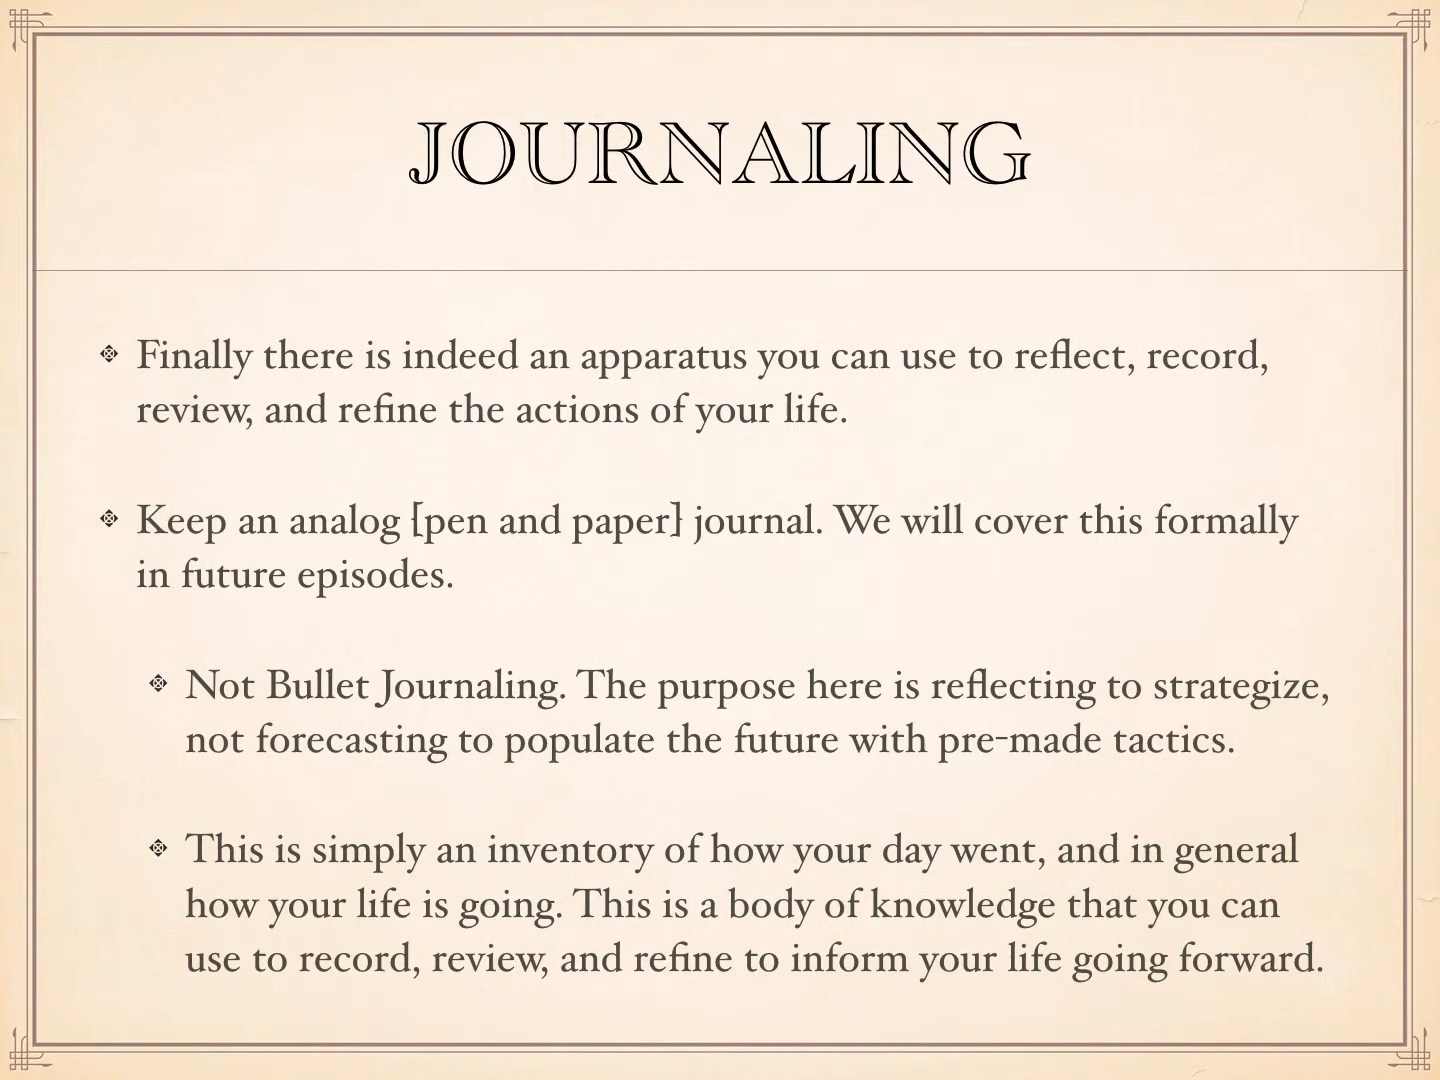 JOURNALING
Finally there is indeed an apparatus you can use to reflect, record,
review, and refine the actions of your life.
Keep an analog [pen and paper] journal. We will cover this formally
in future episodes.
Not Bullet Journaling. The purpose here is reflecting to strategize,
not forecasting to populate the future with pre-made tactics.
This is simply an inventory of how your day went, and in general
how your life is going. This is a body of knowledge that you can
use to record, review, and refine to inform your life going forward.